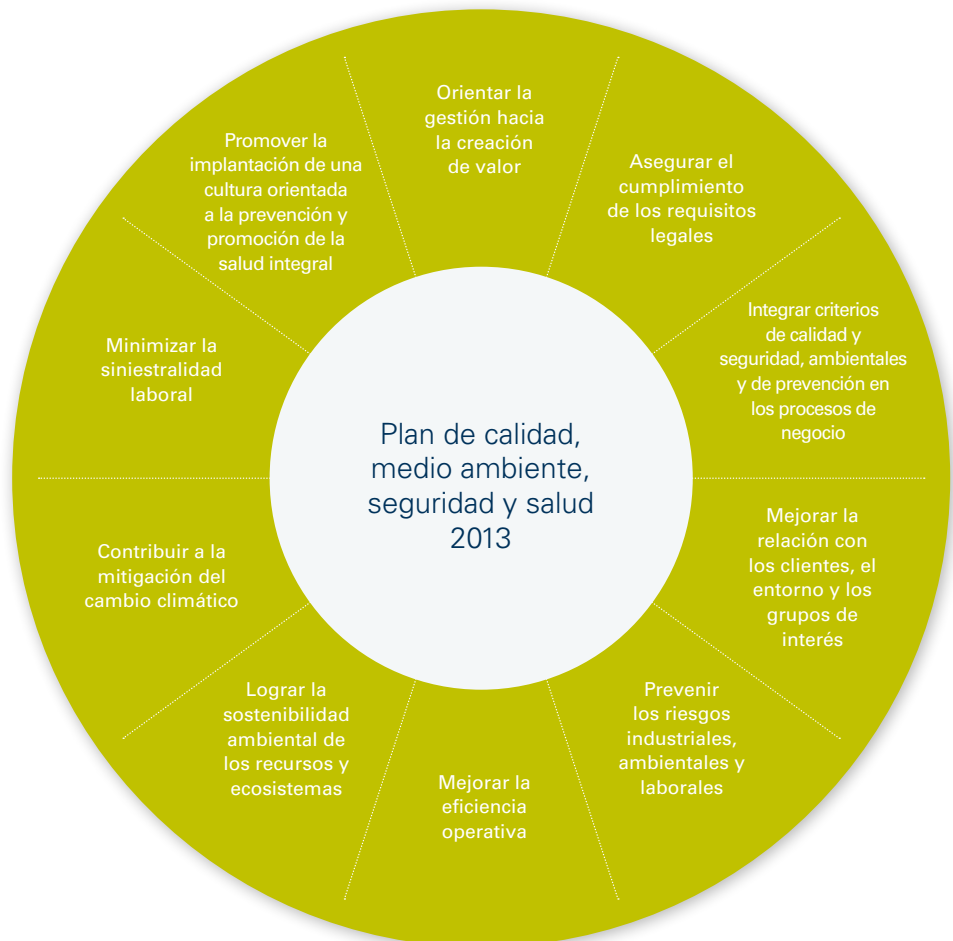 Orientar la
gestión hacia
la creación
de valor
Asegurar el
cumplimiento
de los requisitos
legales
Integrar criterios
de calidad y
seguridad, ambientales
y de prevención en
los procesos de
negocio
Mejorar la
relación con
los clientes, el
entorno y los
grupos de
interés
Prevenir
los riesgos
industriales,
ambientales y
laborales
Mejorar la
eficiencia
operativa
Lograr la
sostenibilidad
ambiental de
los recursos y
ecosistemas
Contribuir a la
mitigación del
cambio climático
Minimizar la
siniestralidad
laboral
Promover la
implantación de una
cultura orientada
a la prevención y
promoción de la
salud integral
Plan de calidad,
medio ambiente,
seguridad y salud
2013